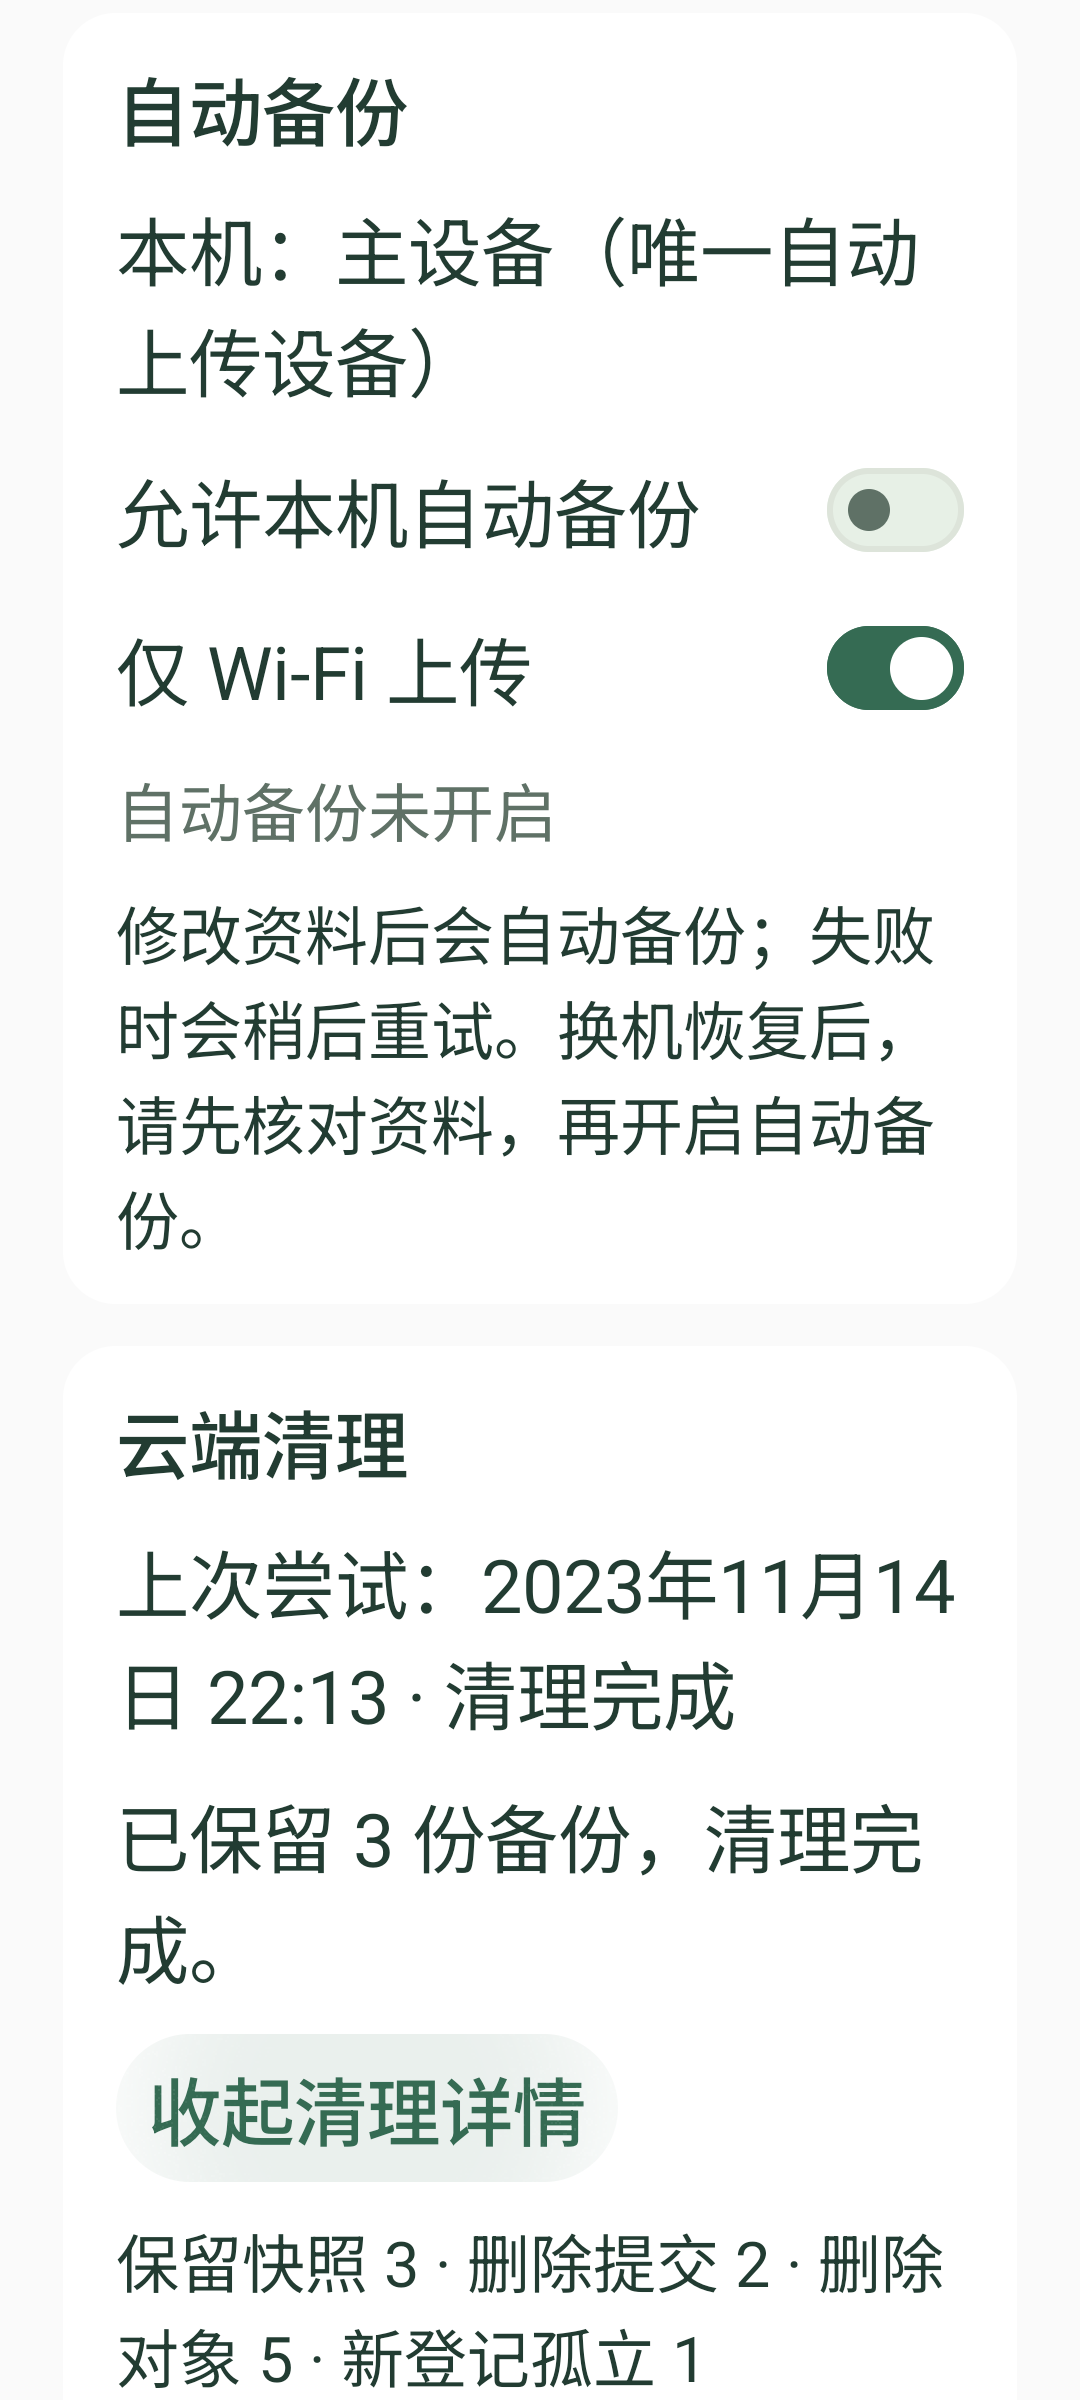 自动备份
本机：主设备（唯一自动
上传设备）
允许本机自动备份
仅 Wi-Fi 上传
自动备份未开启
修改资料后会自动备份；失败
时会稍后重试。换机恢复后，
请先核对资料，再开启自动备
份。
云端清理
上次尝试：2023年11月14
日 22:13 · 清理完成
已保留 3 份备份，清理完
成。
收起清理详情
保留快照 3 · 删除提交 2 · 删除
对象 5 · 新登记孤立 1